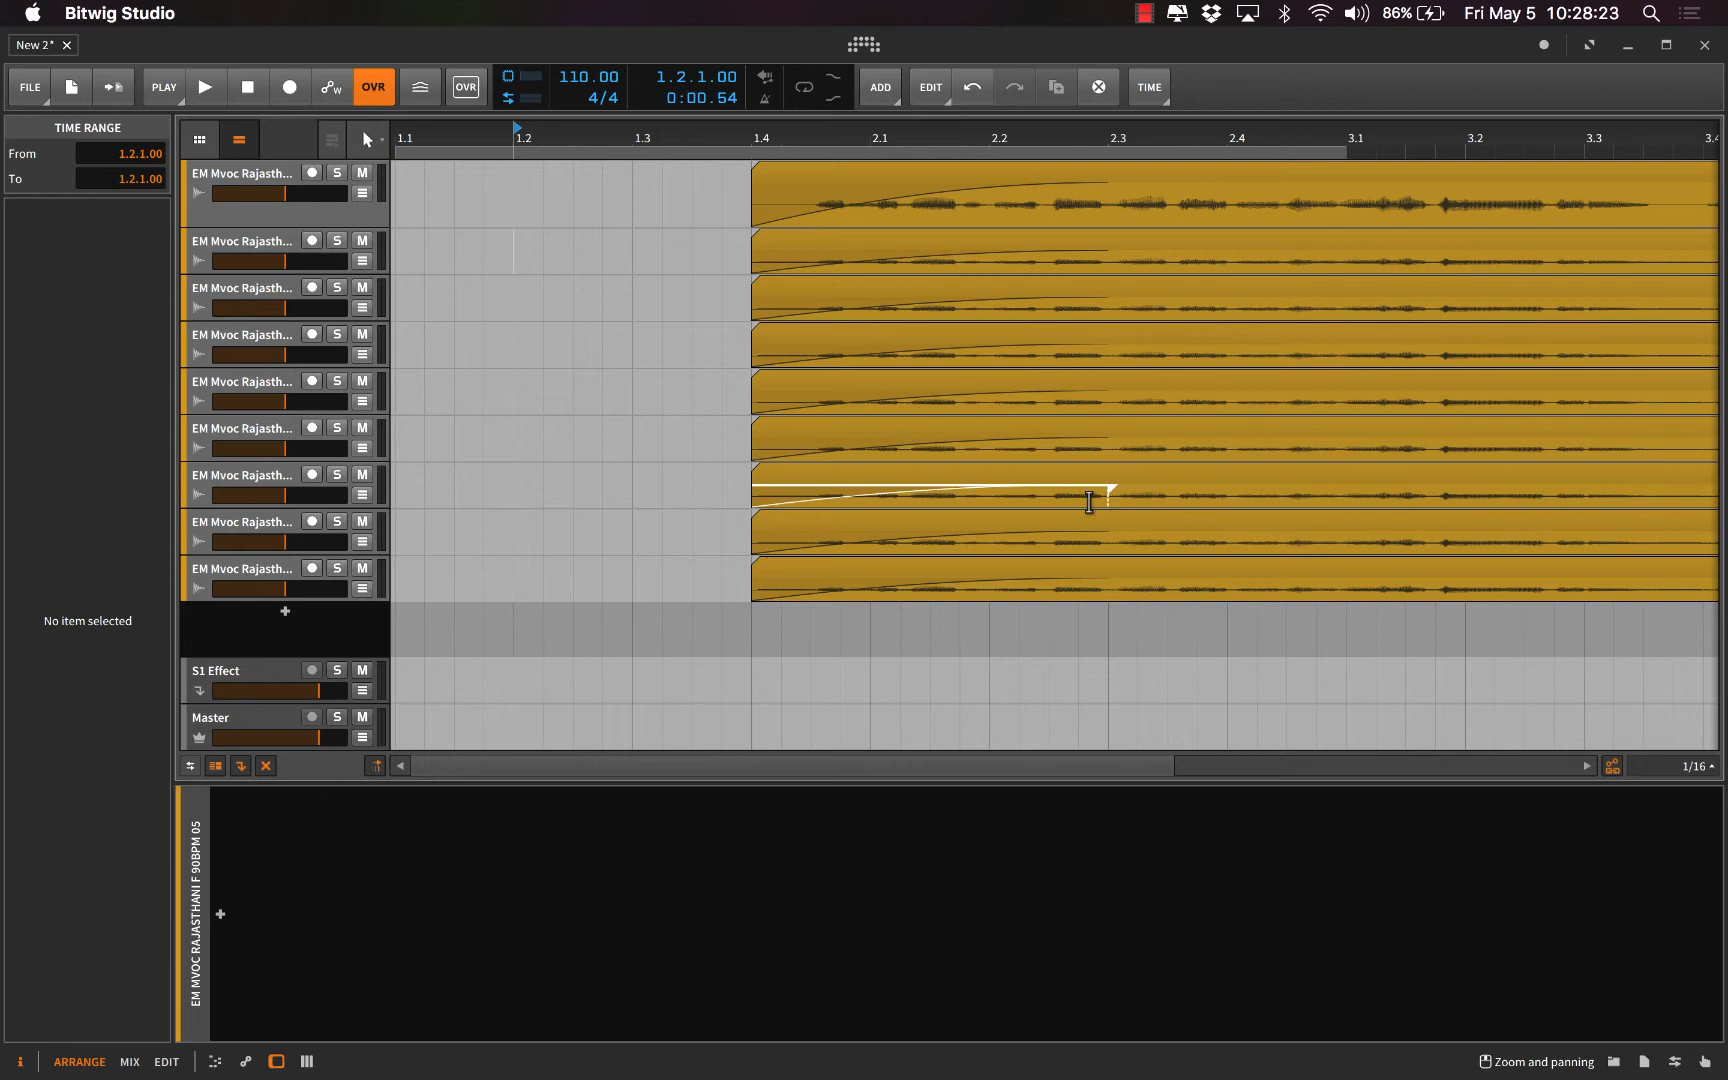 Bitwig Studio
86%
Fri May 5 10:28:23
New 2*
FILE
PLAY
OVR
OVR
110.00
4/4
1.2.1.00
0:00.54
ADD
EDIT
TIME
TIME RANGE
From 1.2.1.00
To 1.2.1.00
No item selected
1.1 1.2 1.3 1.4 2.1 2.2 2.3 2.4 3.1 3.2 3.3 3.4
EM Mvoc Rajasth... S M
EM Mvoc Rajasth... S M
EM Mvoc Rajasth... S M
EM Mvoc Rajasth... S M
EM Mvoc Rajasth... S M
EM Mvoc Rajasth... S M
EM Mvoc Rajasth... S M
EM Mvoc Rajasth... S M
EM Mvoc Rajasth... S M
S1 Effect S M
Master S M
1/16
EM MVOC RAJASTHANI F 90BPM 05
i
ARRANGE
MIX
EDIT
Zoom and panning